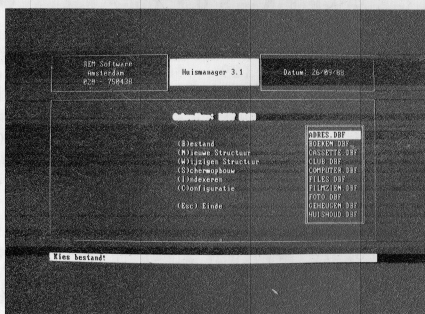 REM Software
Amsterdam
020- 750438
Huismanager 3.1
Datum: 26/09/88
(B)estand
(N)ieuwe Structuur
(W)ijzigen Structuur
(S)chermopbouw
(I)ndexeren
(C)onfiguratie
(Esc) Einde
ADRES.DBF
BOEKEN.DBF
CASSETTE.DBF
CLUB.DBF
COMPUTER.DBF
FILES.DBF
FILMZIEN.DBF
FOTO.DBF
GEHEUGEN.DBF
HUISHOUD.DBF
Kies bestand!